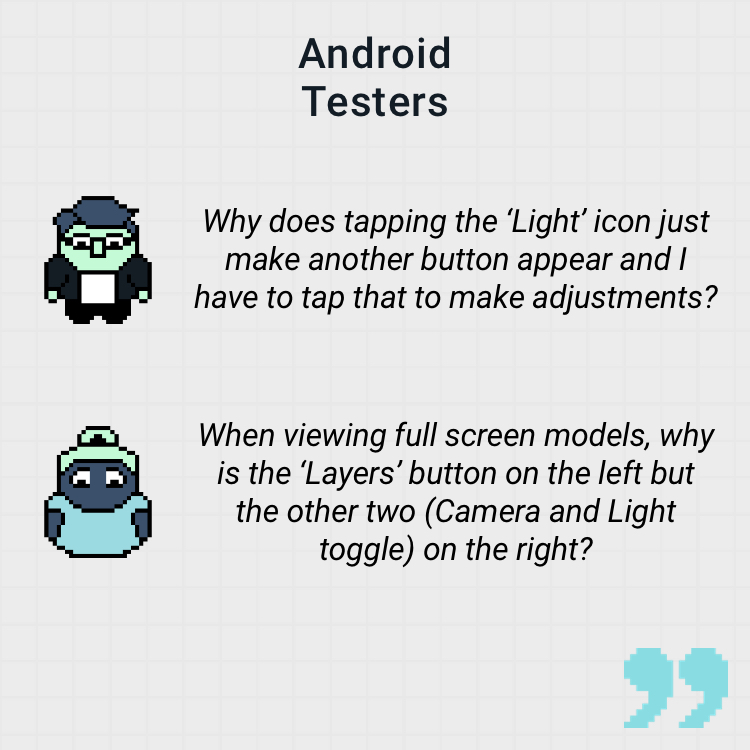 Android
Testers
Why does tapping the ‘Light’ icon just
make another button appear and I
have to tap that to make adjustments?
When viewing full screen models, why
is the ‘Layers’ button on the left but
the other two (Camera and Light
toggle) on the right?